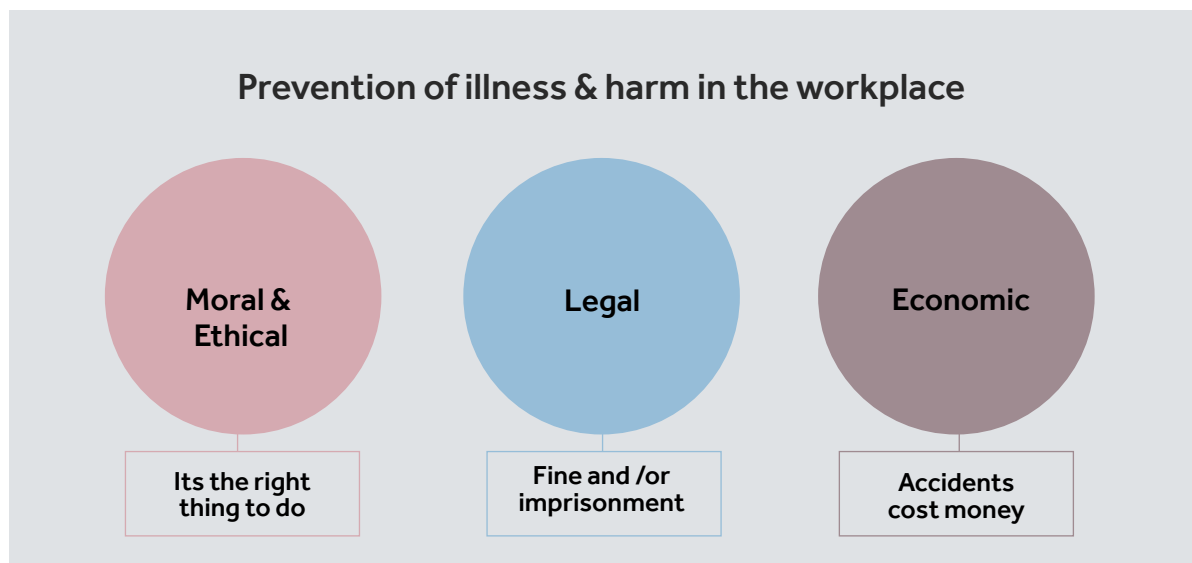 Prevention of illness & harm in the workplace
Moral &
Ethical
Legal
Economic
Its the right
thing to do
Fine and /or
imprisonment
Accidents
cost money